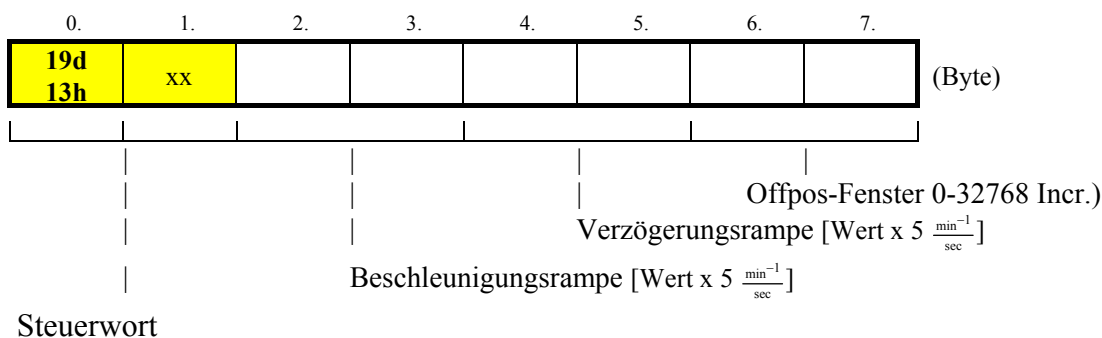 0. 1. 2. 3. 4. 5. 6. 7.
19d
13h
xx
(Byte)
Offpos-Fenster 0-32768 Incr.)
Verzögerungsrampe [Wert x 5 min⁻¹/sec]
Beschleunigungsrampe [Wert x 5 min⁻¹/sec]
Steuerwort